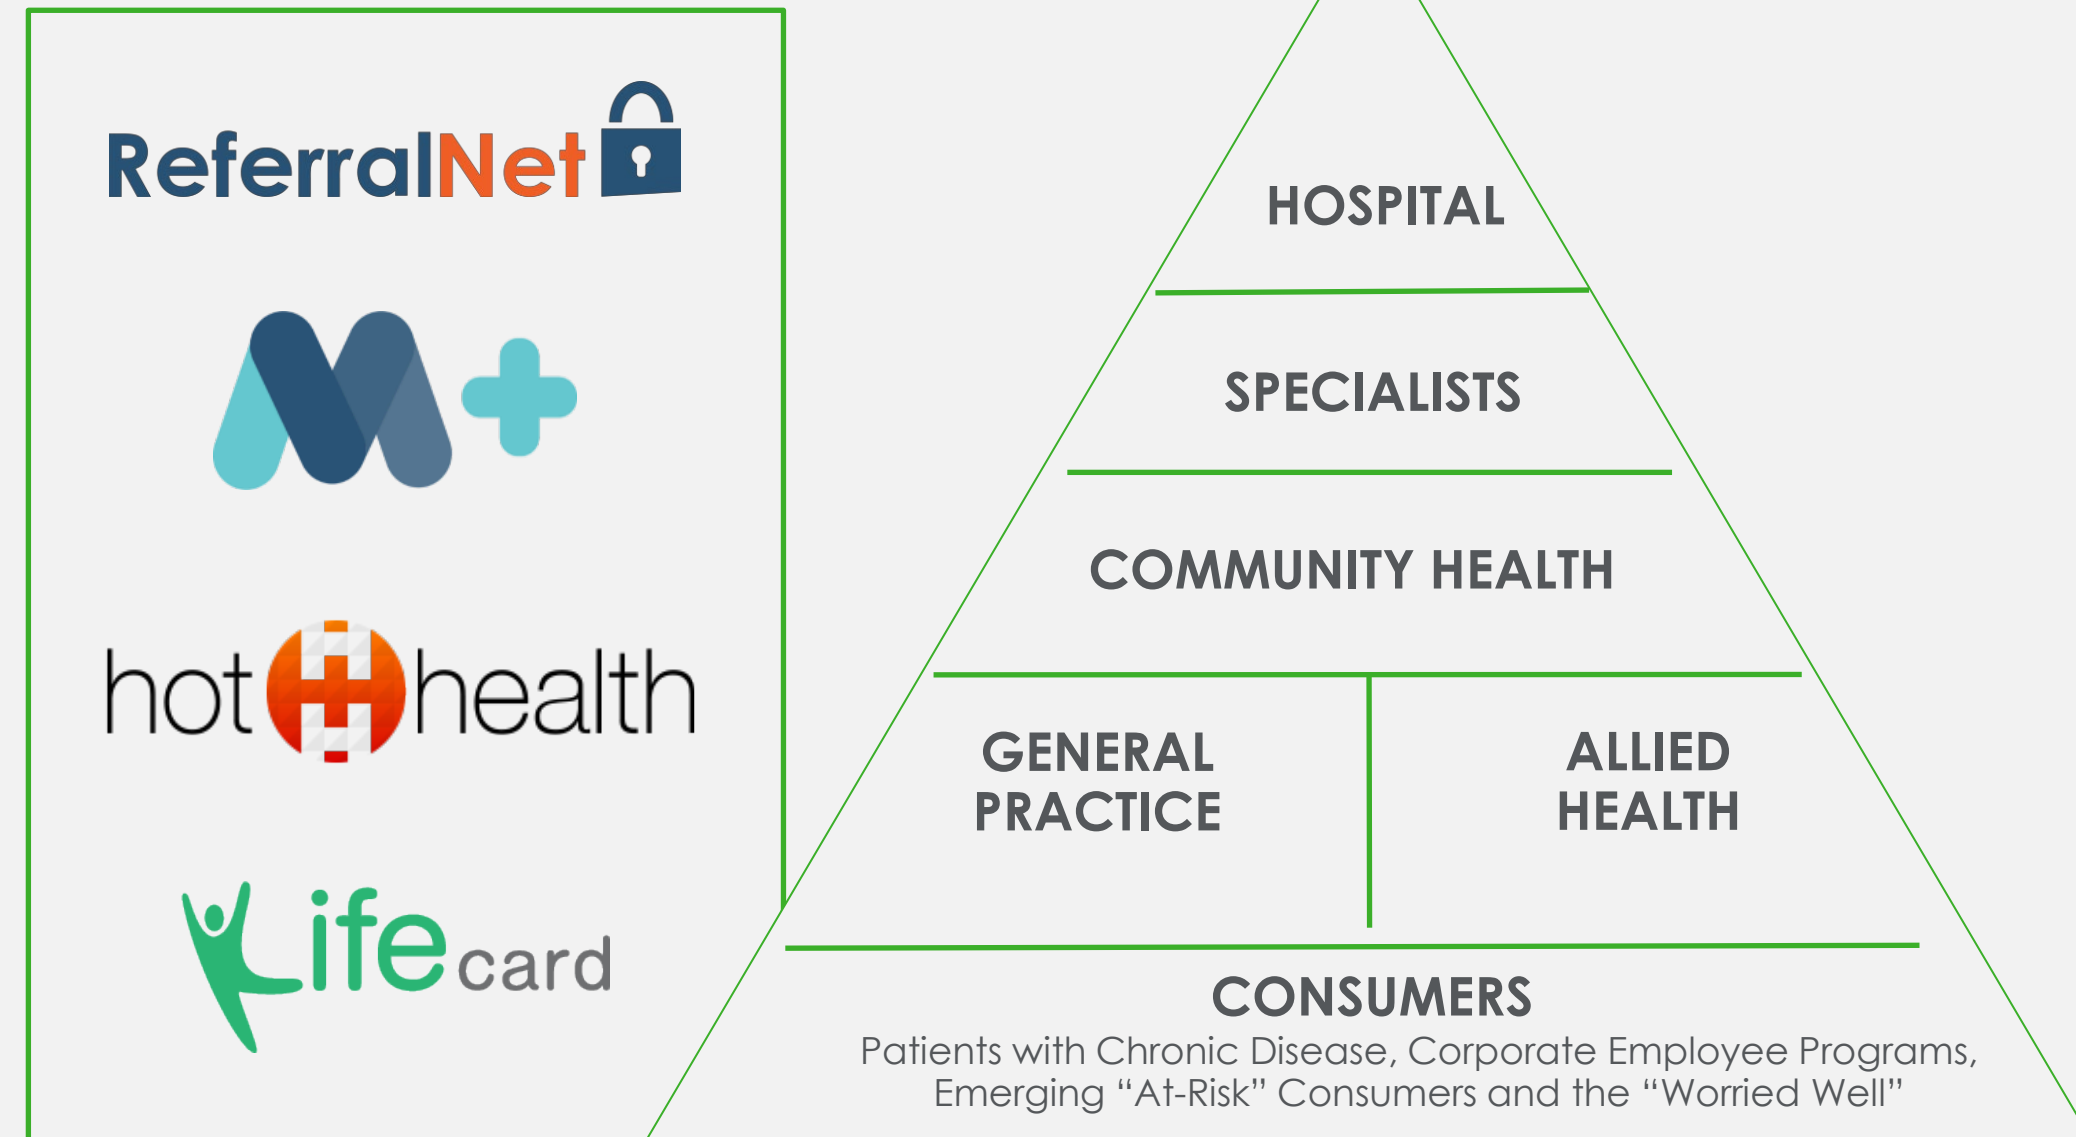 ReferralNet
M+
hot health
Lifecard
HOSPITAL
SPECIALISTS
COMMUNITY HEALTH
GENERAL
PRACTICE
ALLIED
HEALTH
CONSUMERS
Patients with Chronic Disease, Corporate Employee Programs,
Emerging “At-Risk” Consumers and the “Worried Well”